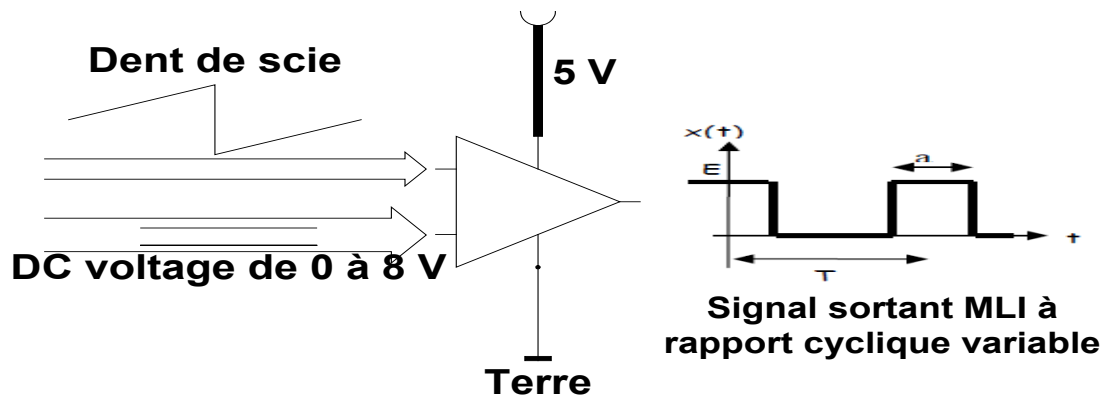 Dent de scie
5 V
DC voltage de 0 à 8 V
Terre
x(t)
E
a
t
T
Signal sortant MLI à
rapport cyclique variable